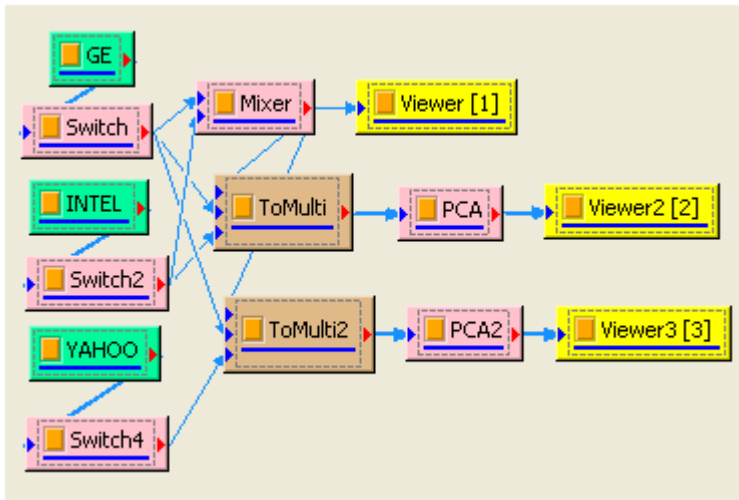 GE
Switch
Mixer
Viewer [1]
INTEL
ToMulti
PCA
Viewer2 [2]
Switch2
YAHOO
ToMulti2
PCA2
Viewer3 [3]
Switch4